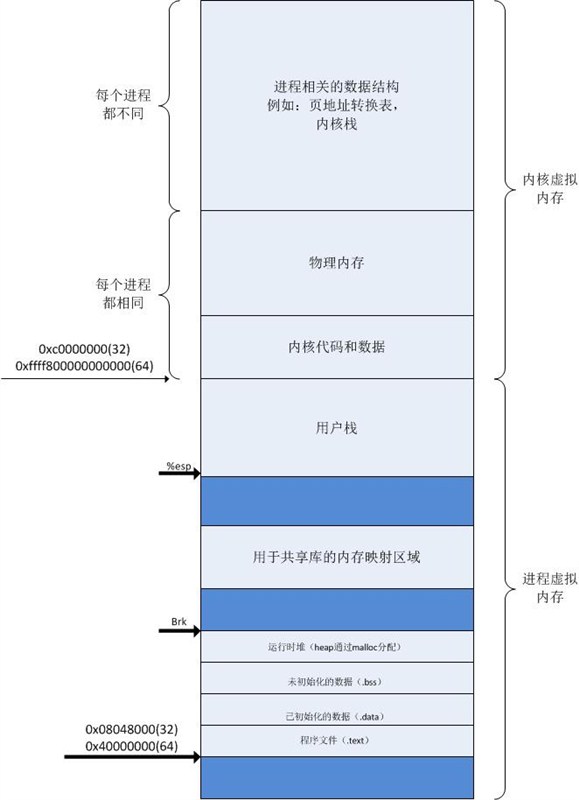 进程相关的数据结构
例如：页地址转换表，
内核栈
每个进程
都不同
内核虚拟
内存
物理内存
每个进程
都相同
内核代码和数据
0xc0000000(32)
0xffff800000000000(64)
用户栈
%esp
用于共享库的内存映射区域
进程虚拟
内存
Brk
运行时堆（heap通过malloc分配）
未初始化的数据（.bss）
已初始化的数据（.data）
程序文件（.text）
0x08048000(32)
0x40000000(64)